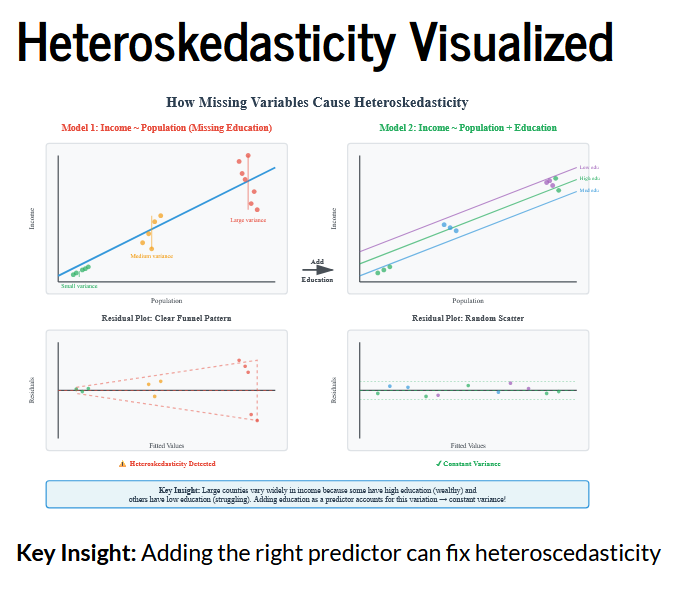 Heteroskedasticity Visualized
How Missing Variables Cause Heteroskedasticity
Model 1: Income ~ Population (Missing Education)
Model 2: Income ~ Population + Education
Income
Large variance
Medium variance
Small variance
Population
Add
Education
Income
Low edu
High edu
Med edu
Population
Residual Plot: Clear Funnel Pattern
Residual Plot: Random Scatter
Residuals
Fitted Values
Residuals
Fitted Values
⚠ Heteroskedasticity Detected
✓ Constant Variance
Key Insight: Large counties vary widely in income because some have high education (wealthy) and
others have low education (struggling). Adding education as a predictor accounts for this variation → constant variance!
Key Insight: Adding the right predictor can fix heteroscedasticity